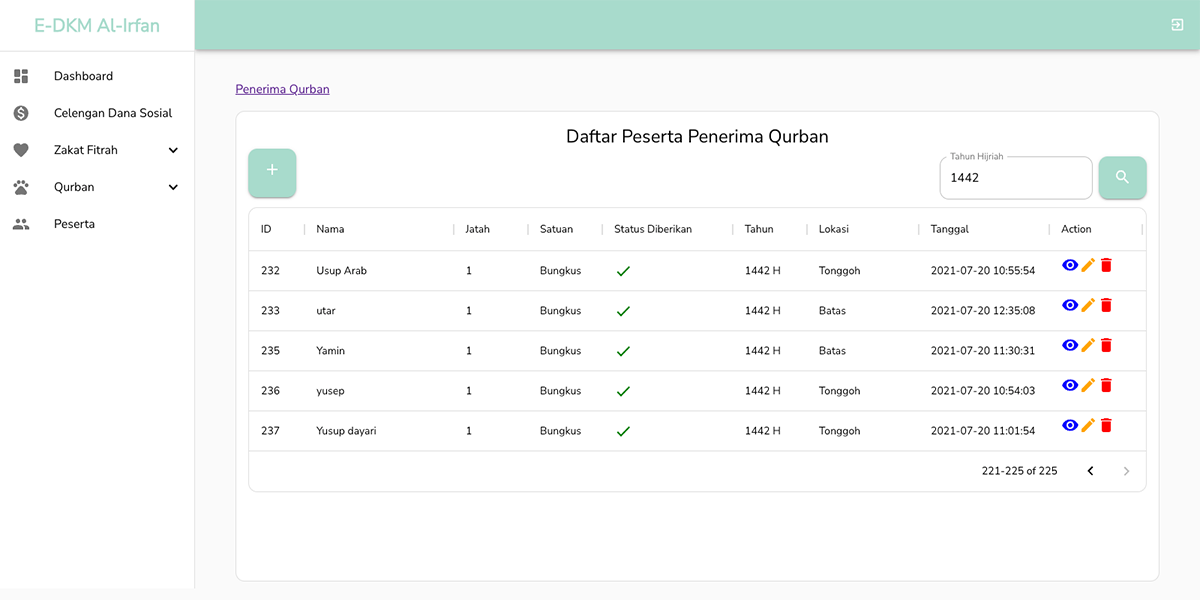 E-DKM Al-Irfan
Dashboard
Celengan Dana Sosial
Zakat Fitrah
Qurban
Peserta
Penerima Qurban
Daftar Peserta Penerima Qurban
Tahun Hijriah
1442
ID Nama Jatah Satuan Status Diberikan Tahun Lokasi Tanggal Action
232 Usup Arab 1 Bungkus 1442 H Tonggoh 2021-07-20 10:55:54
233 utar 1 Bungkus 1442 H Batas 2021-07-20 12:35:08
235 Yamin 1 Bungkus 1442 H Batas 2021-07-20 11:30:31
236 yusep 1 Bungkus 1442 H Tonggoh 2021-07-20 10:54:03
237 Yusup dayari 1 Bungkus 1442 H Tonggoh 2021-07-20 11:01:54
221-225 of 225